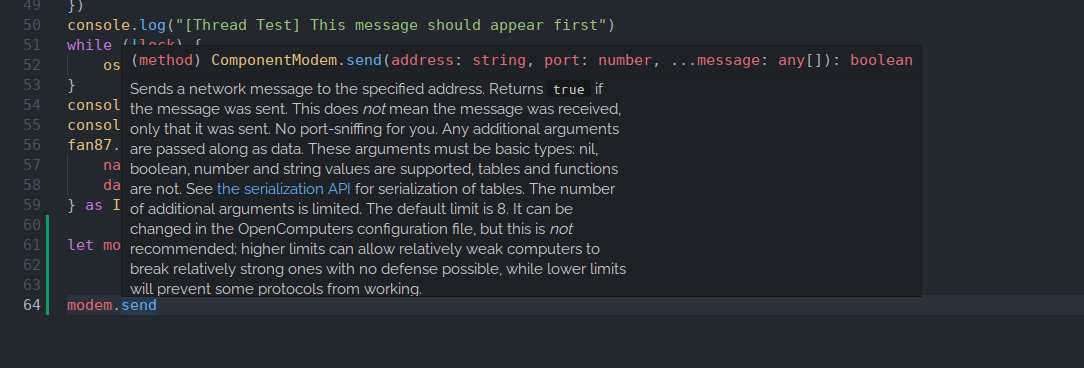 49 })
50 console.log("[Thread Test] This message should appear first")
51 while (!lock) {
(method) ComponentModem.send(address: string, port: number, ...message: any[]): boolean
52 os
53 }
54 consol
55 consol
56 fan87.
57 na
58 da
59 } as I
60
61 let mo
62
63
64 modem.send
Sends a network message to the specified address. Returns true if
the message was sent. This does not mean the message was received,
only that it was sent. No port-sniffing for you. Any additional arguments
are passed along as data. These arguments must be basic types: nil,
boolean, number and string values are supported, tables and functions
are not. See the serialization API for serialization of tables. The number
of additional arguments is limited. The default limit is 8. It can be
changed in the OpenComputers configuration file, but this is not
recommended; higher limits can allow relatively weak computers to
break relatively strong ones with no defense possible, while lower limits
will prevent some protocols from working.